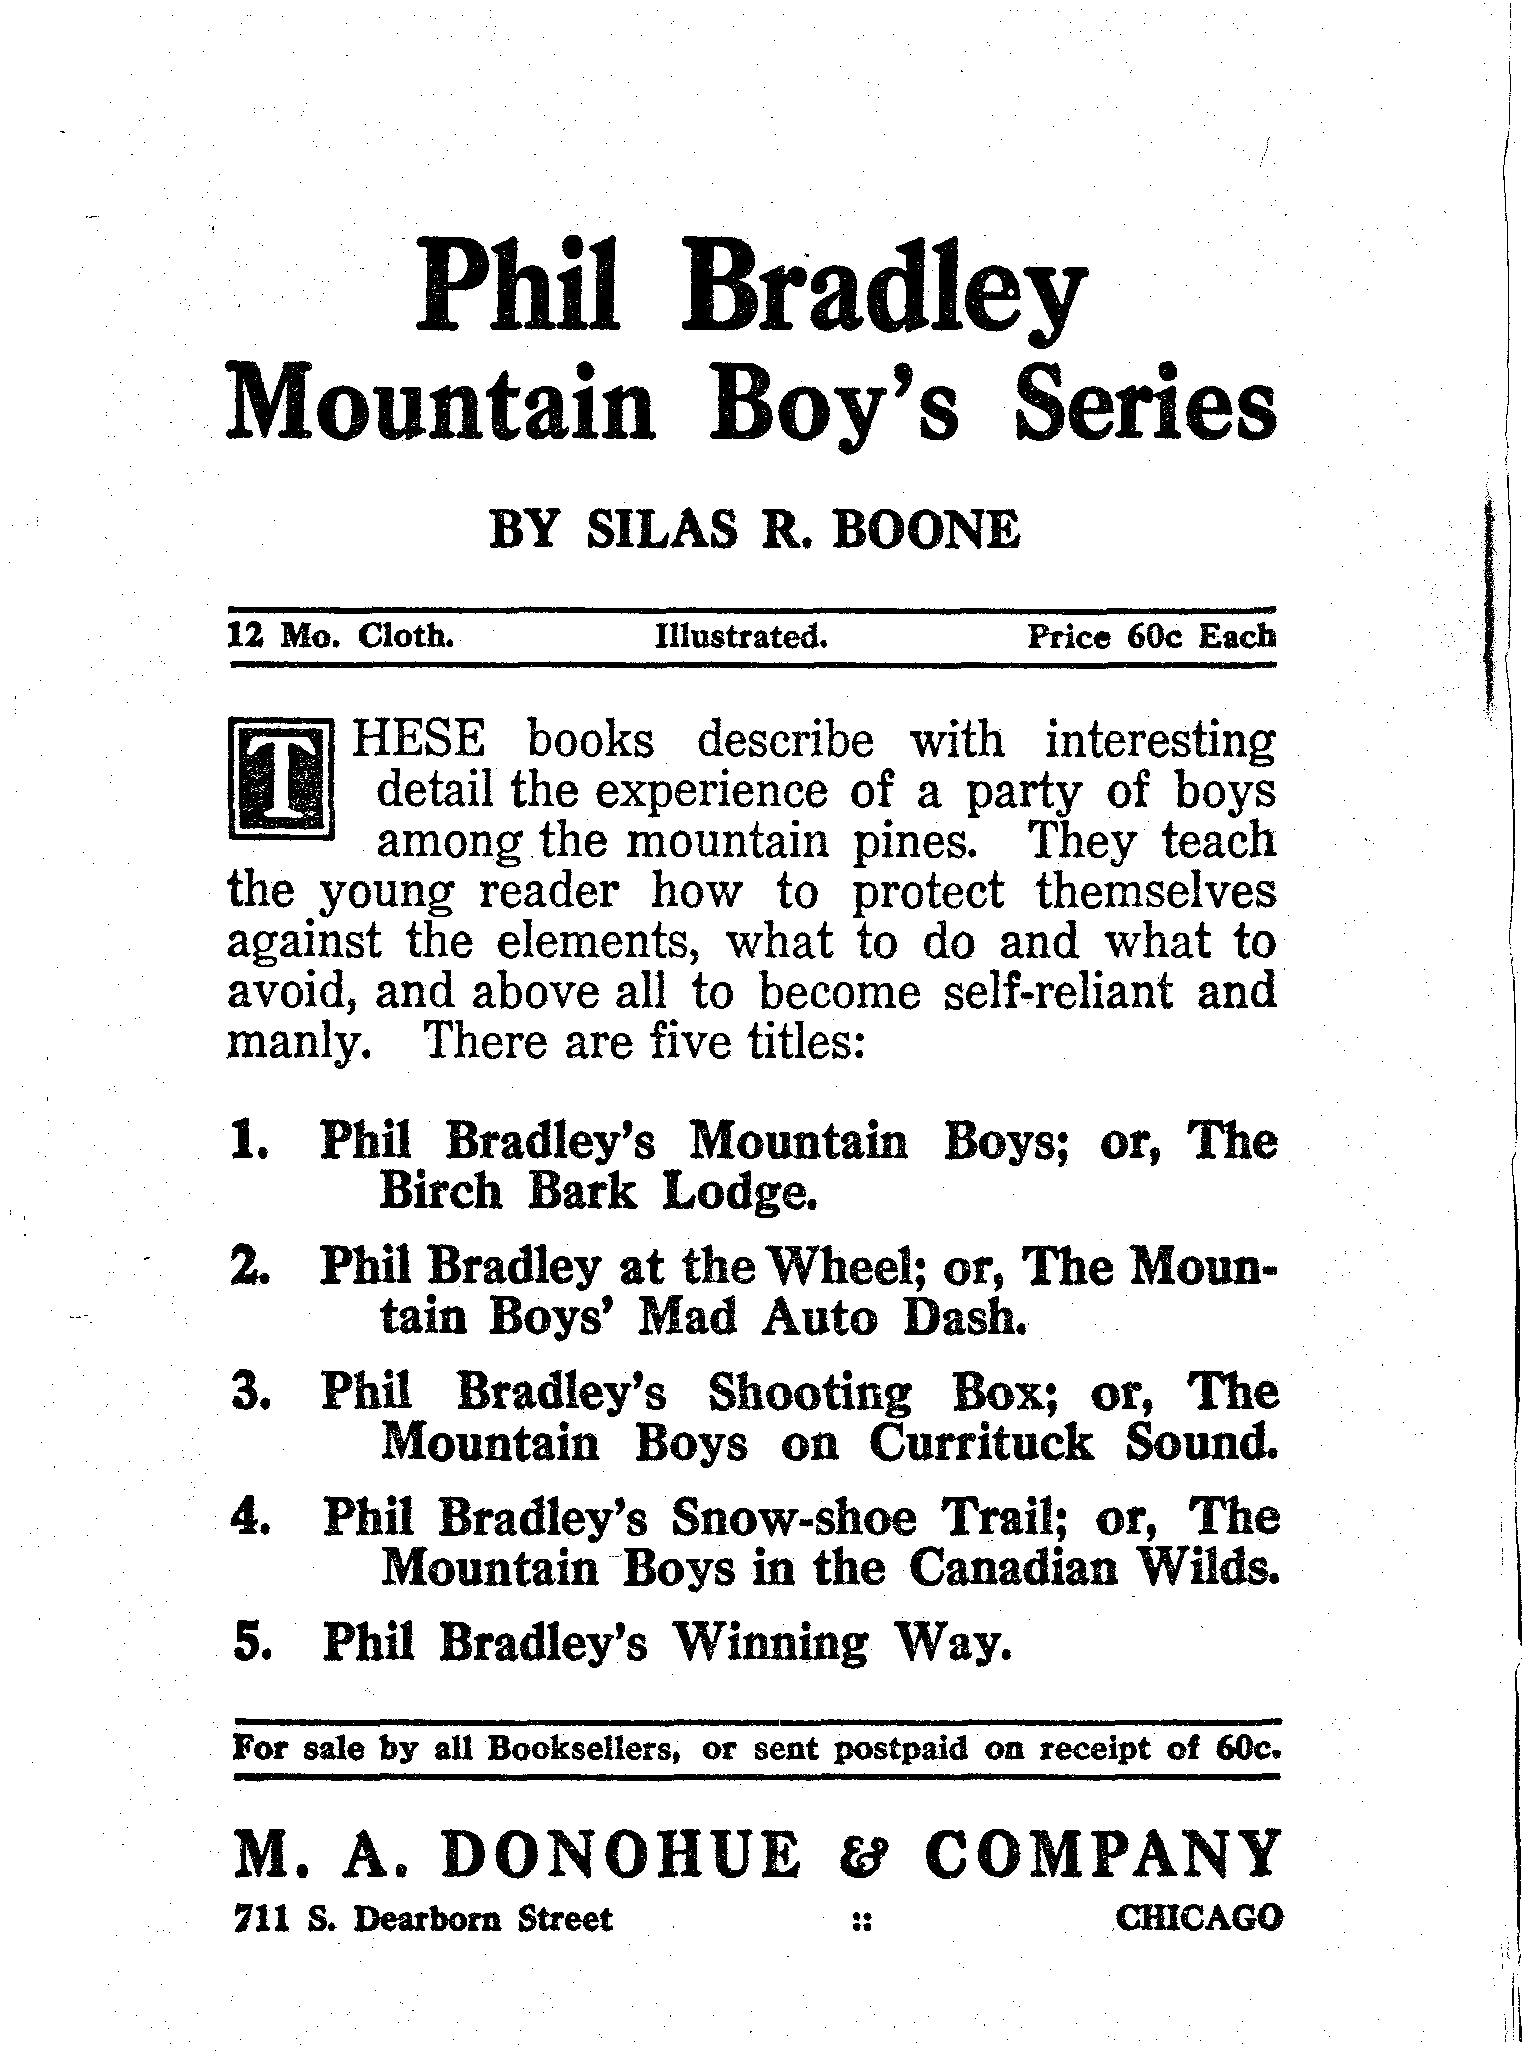 Phil Bradley
Mountain Boy's Series
BY SILAS R. BOONE
12 Mo. Cloth. Illustrated. Price 60c Each
THESE books describe with interesting
detail the experience of a party of boys
among the mountain pines. They teach
the young reader how to protect themselves
against the elements, what to do and what to
avoid, and above all to become self-reliant and
manly. There are five titles:
1. Phil Bradley's Mountain Boys; or, The
Birch Bark Lodge.
2. Phil Bradley at the Wheel; or, The Moun-
tain Boys' Mad Auto Dash.
3. Phil Bradley's Shooting Box; or, The
Mountain Boys on Currituck Sound.
4. Phil Bradley's Snow-shoe Trail; or, The
Mountain Boys in the Canadian Wilds.
5. Phil Bradley's Winning Way.
For sale by all Booksellers, or sent postpaid on receipt of 60c.
M. A. DONOHUE & COMPANY
711 S. Dearborn Street :: CHICAGO